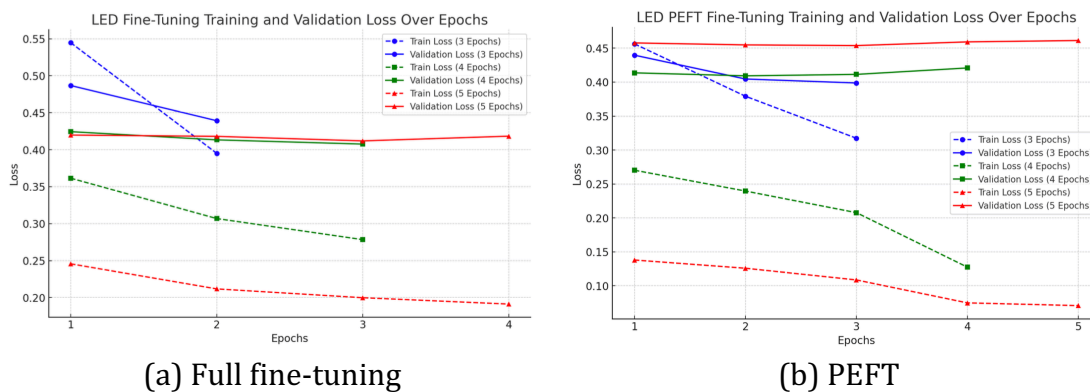 LED Fine-Tuning Training and Validation Loss Over Epochs
0.55
0.50
0.45
0.40
0.35
0.30
0.25
0.20
Loss
Train Loss (3 Epochs)
Validation Loss (3 Epochs)
Train Loss (4 Epochs)
Validation Loss (4 Epochs)
Train Loss (5 Epochs)
Validation Loss (5 Epochs)
1 2 3 4
Epochs
(a) Full fine-tuning
LED PEFT Fine-Tuning Training and Validation Loss Over Epochs
0.45
0.40
0.35
0.30
0.25
0.20
0.15
0.10
Loss
Train Loss (3 Epochs)
Validation Loss (3 Epochs
Train Loss (4 Epochs)
Validation Loss (4 Epochs
Train Loss (5 Epochs)
Validation Loss (5 Epochs)
1 2 3 4 5
Epochs
(b) PEFT